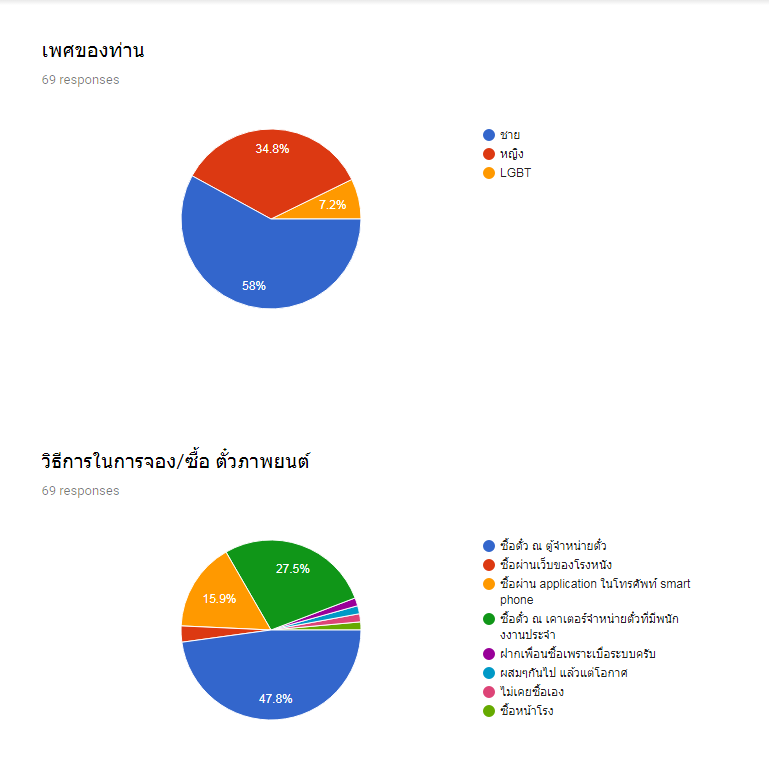 เพศของท่าน
69 responses
34.8%
7.2%
58%
ชาย
หญิง
LGBT
วิธีการในการจอง/ซื้อ ตั๋วภาพยนต์
69 responses
27.5%
15.9%
47.8%
ซื้อตั๋ว ณ ตู้จำหน่ายตั๋ว
ซื้อผ่านเว็บของโรงหนัง
ซื้อผ่าน application ในโทรศัพท์ smart
phone
ซื้อตั๋ว ณ เคาเตอร์จำหน่ายตั๋วที่มีพนัก
งงานประจำ
ฝากเพื่อนซื้อเพราะเบื่อระบบครับ
ผสมๆกันไป แล้วแต่โอกาศ
ไม่เคยซื้อเอง
ซื้อหน้าโรง